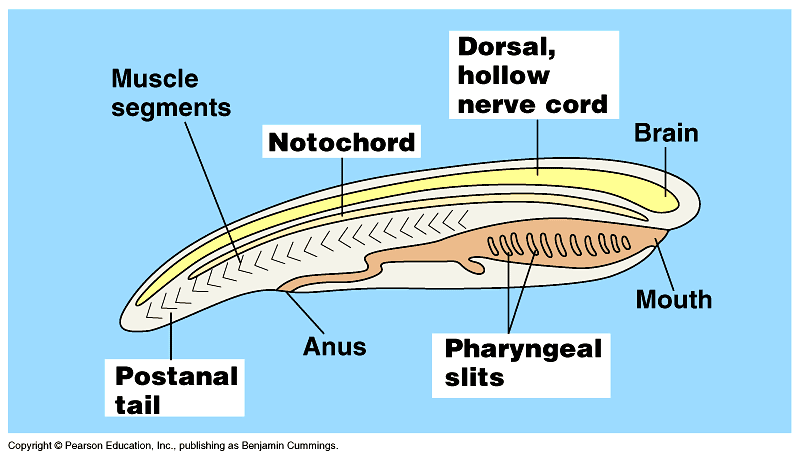 Dorsal,
hollow
nerve cord
Muscle
segments
Notochord
Brain
Mouth
Anus
Pharyngeal
slits
Postanal
tail
Copyright © Pearson Education, Inc., publishing as Benjamin Cummings.